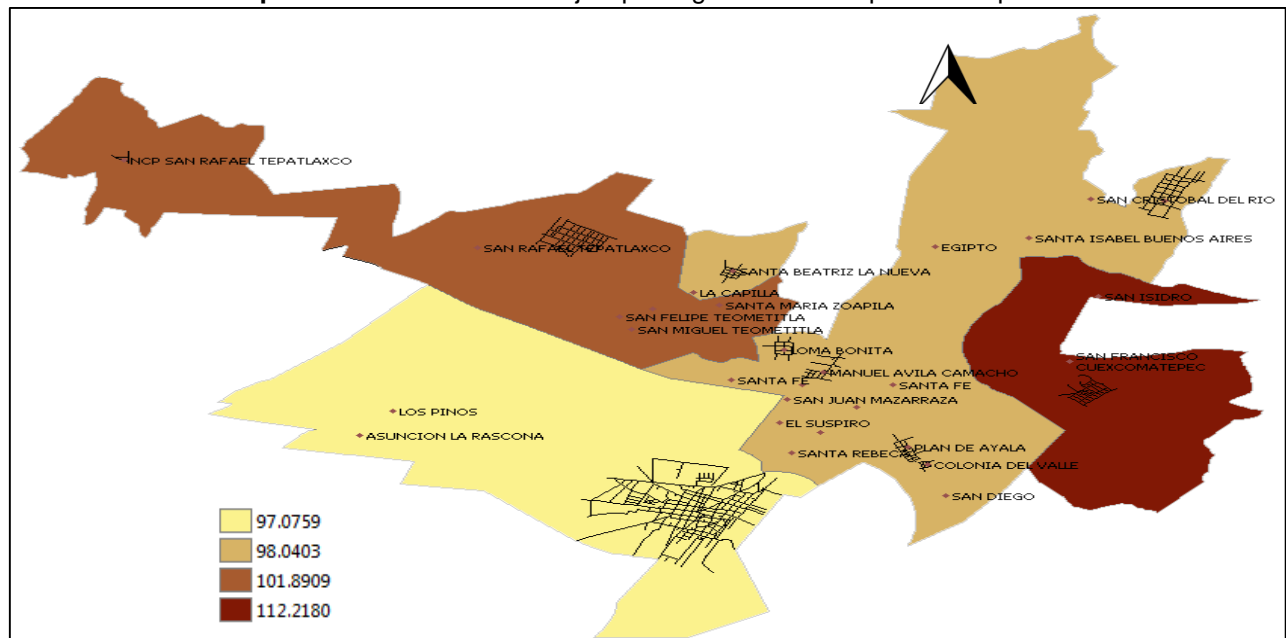 NCP SAN RAFAEL TEPATLAXCO
SAN CRISTOBAL DEL RIO
SAN RAFAEL TEPATLAXCO
EGIPTO
SANTA ISABEL BUENOS AIRES
SANTA BEATRIZ LA NUEVA
LA CAPILLA
SAN ISIDRO
SANTA MARIA ZOAPILA
SAN FELIPE TEOMETITLA
SAN MIGUEL TEOMETITLA
LOMA BONITA
SAN FRANCISCO
CUEXCOMATEPEC
MANUEL AVILA CAMACHO
SANTA FE
SANTA FE
SAN JUAN MAZARRAZA
LOS PINOS
EL SUSPIRO
ASUNCION LA RASCONA
SANTA REBECA
PLAN DE AYALA
COLONIA DEL VALLE
SAN DIEGO
97.0759
98.0403
101.8909
112.2180